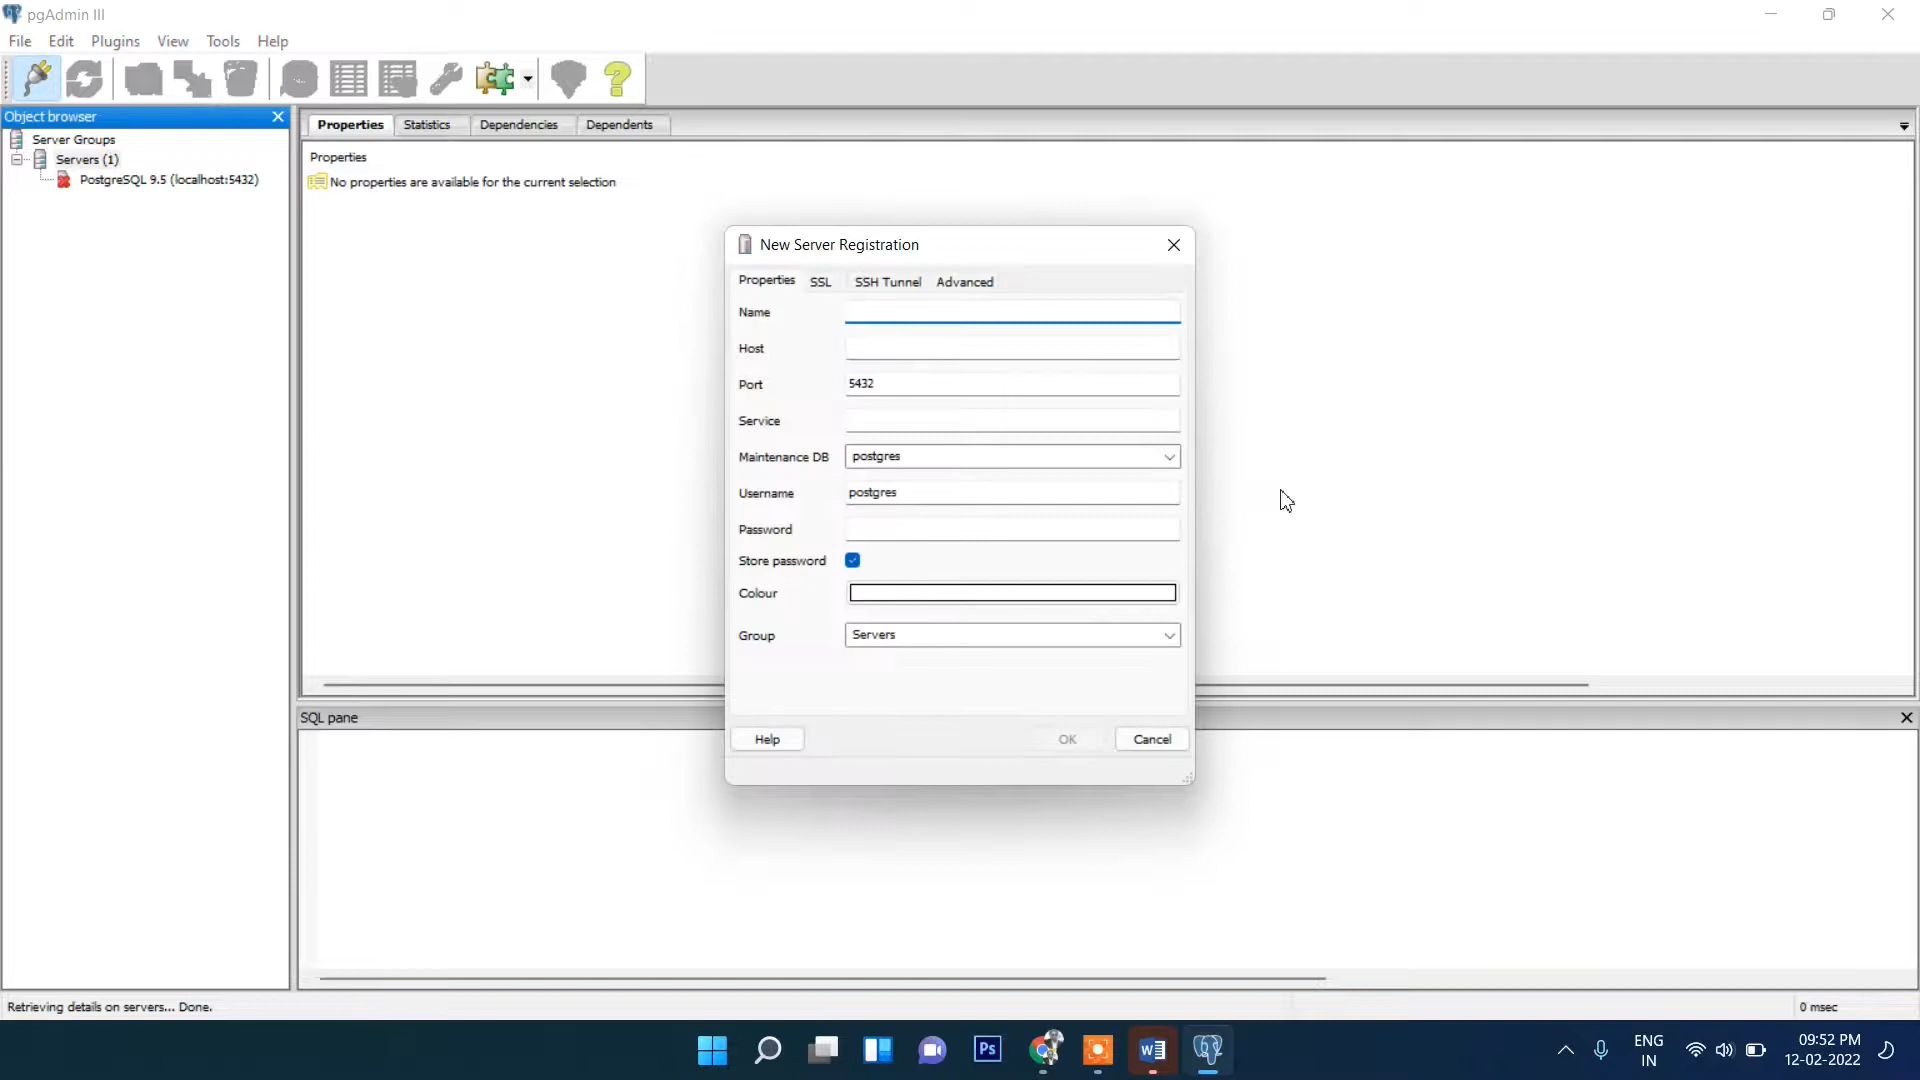 pgAdmin III
File Edit Plugins View Tools Help
Object browser
Server Groups
Servers (1)
PostgreSQL 9.5 (localhost:5432)
Properties Statistics Dependencies Dependents
Properties
No properties are available for the current selection
New Server Registration
Properties SSL SSH Tunnel Advanced
Name
Host
Port 5432
Service
Maintenance DB postgres
Username postgres
Password
Store password
Colour
Group Servers
Help OK Cancel
SQL pane
Retrieving details on servers... Done.
0 msec
Ps
W
ENG
IN
09:52 PM
12-02-2022